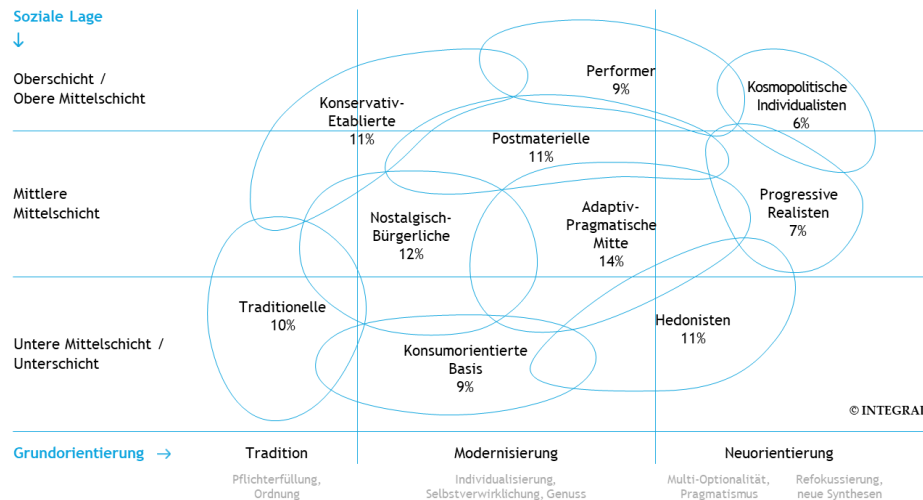 Soziale Lage
↓
Oberschicht /
Obere Mittelschicht
Konservativ-
Etablierte
11%
Performer
9%
Kosmopolitische
Individualisten
6%
Postmaterielle
11%
Mittlere
Mittelschicht
Nostalgisch-
Bürgerliche
12%
Adaptiv-
Pragmatische
Mitte
14%
Progressive
Realisten
7%
Untere Mittelschicht /
Unterschicht
Traditionelle
10%
Konsumorientierte
Basis
9%
Hedonisten
11%
© INTEGRAL
Grundorientierung →
Tradition
Modernisierung
Neuorientierung
Pflichterfüllung,
Ordnung
Individualisierung,
Selbstverwirklichung, Genuss
Multi-Optionalität,
Pragmatismus
Refokussierung,
neue Synthesen